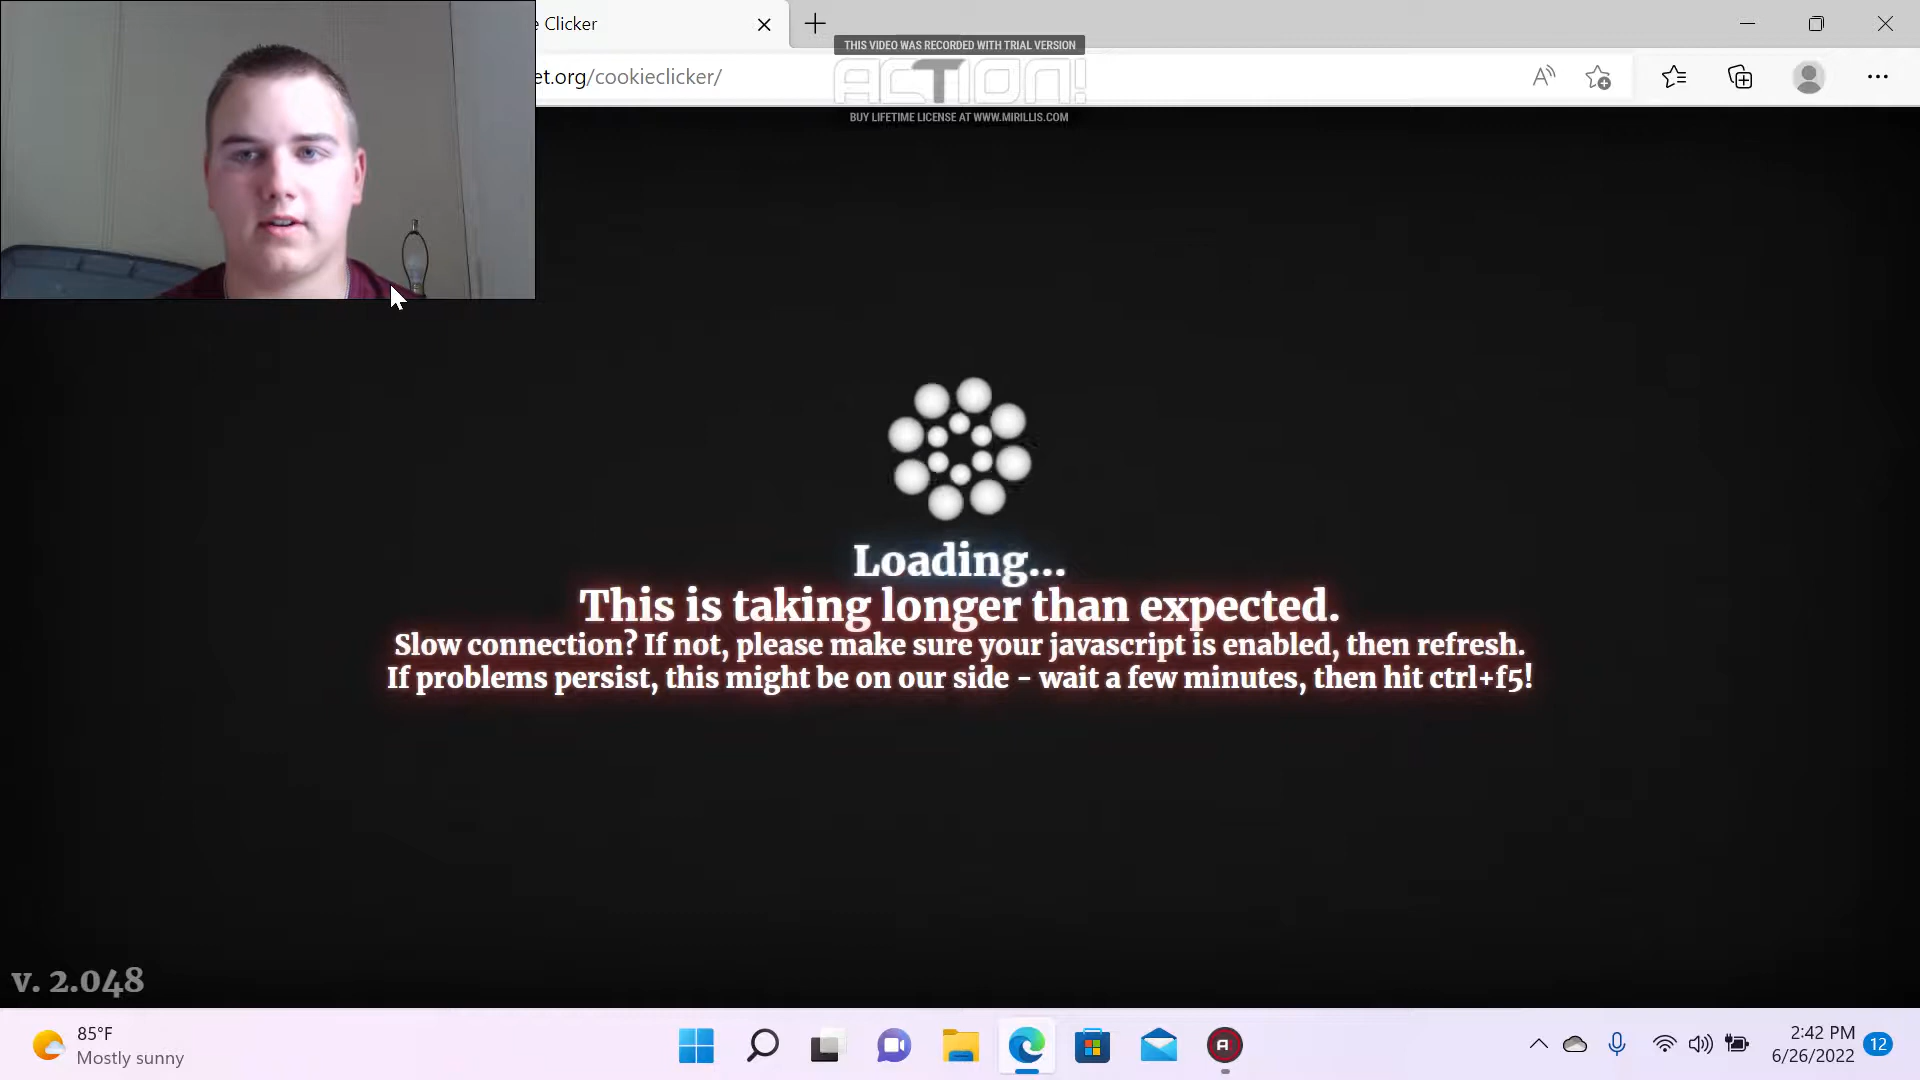 e Clicker
THIS VIDEO WAS RECORDED WITH TRIAL VERSION
et.org/cookieclicker/
ACTION!
BUY LIFETIME LICENSE AT WWW.MIRILLIS.COM
Loading...
This is taking longer than expected.
Slow connection? If not, please make sure your javascript is enabled, then refresh.
If problems persist, this might be on our side - wait a few minutes, then hit ctrl+f5!
v. 2.048
85°F
Mostly sunny
2:42 PM
6/26/2022
12